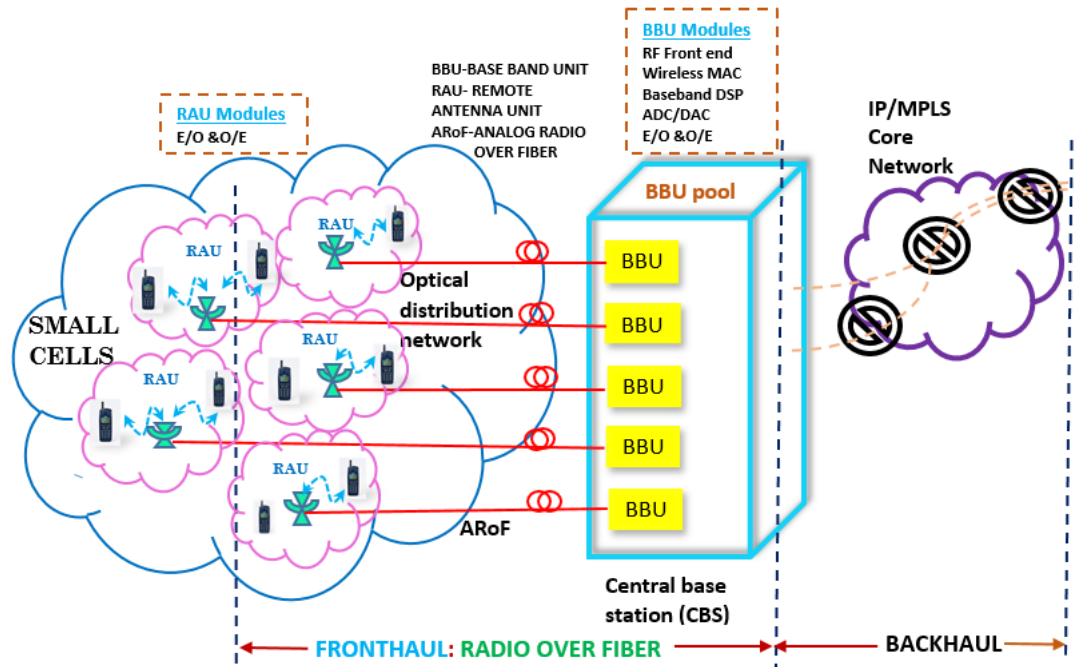 RAU Modules
E/O &O/E
BBU-BASE BAND UNIT
RAU- REMOTE
ANTENNA UNIT
ARoF-ANALOG RADIO
OVER FIBER
BBU Modules
RF Front end
Wireless MAC
Baseband DSP
ADC/DAC
E/O &O/E
IP/MPLS
Core
Network
BBU pool
RAU
RAU
RAU
RAU
RAU
SMALL
CELLS
Optical
distribution
network
ARoF
BBU
BBU
BBU
BBU
BBU
Central base
station (CBS)
FRONTHAUL: RADIO OVER FIBER
BACKHAUL